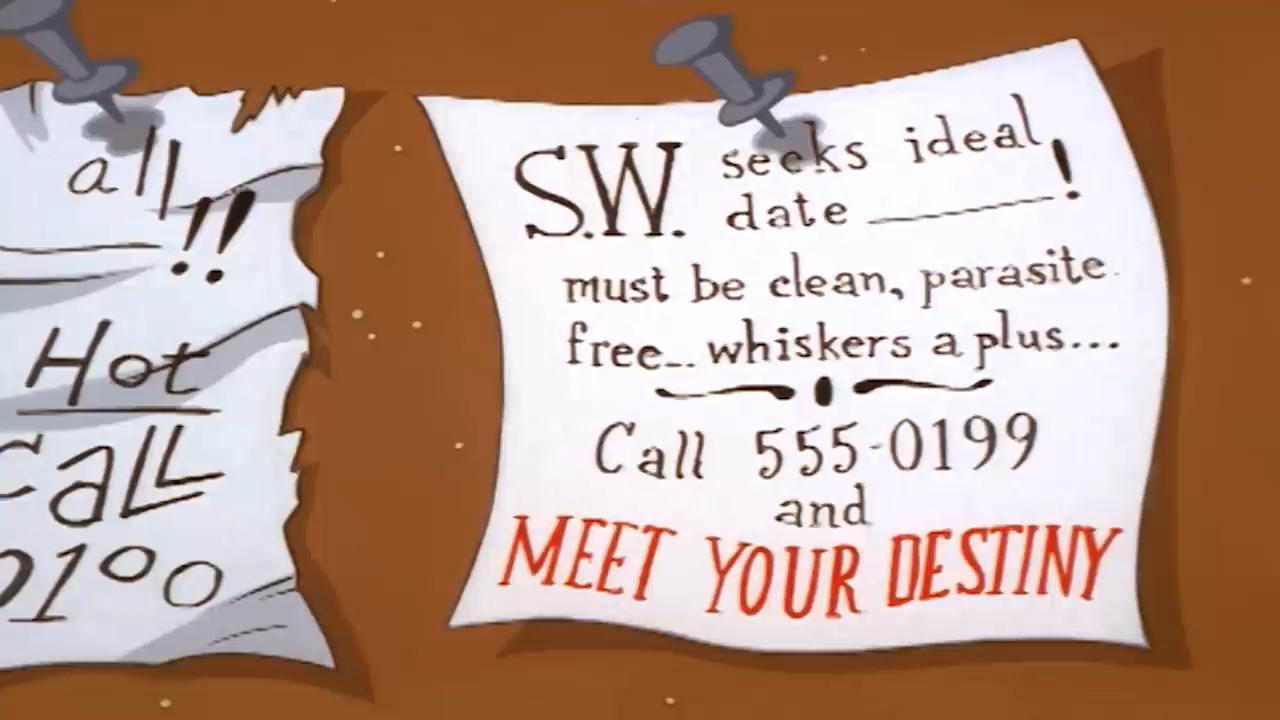 all
!!
Hot
CALL
0100
S.W. seeks ideal
date ______!
must be clean, parasite
free... whiskers a plus...
Call 555-0199
and
MEET YOUR DESTINY